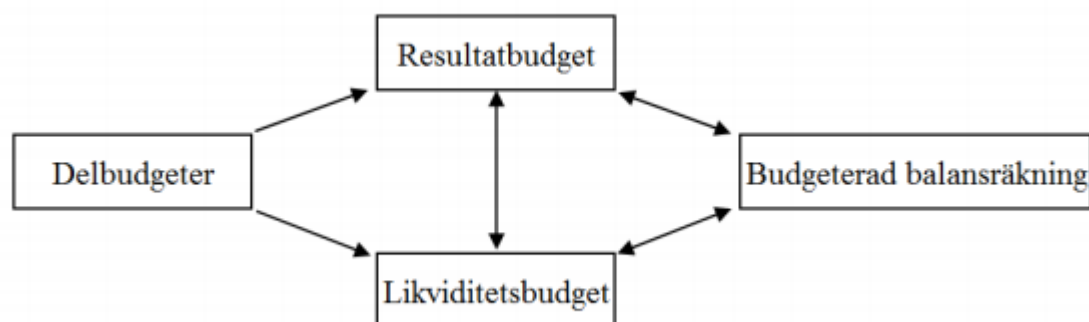 Resultatbudget
Delbudgeter
Budgeterad balansräkning
Likviditetsbudget